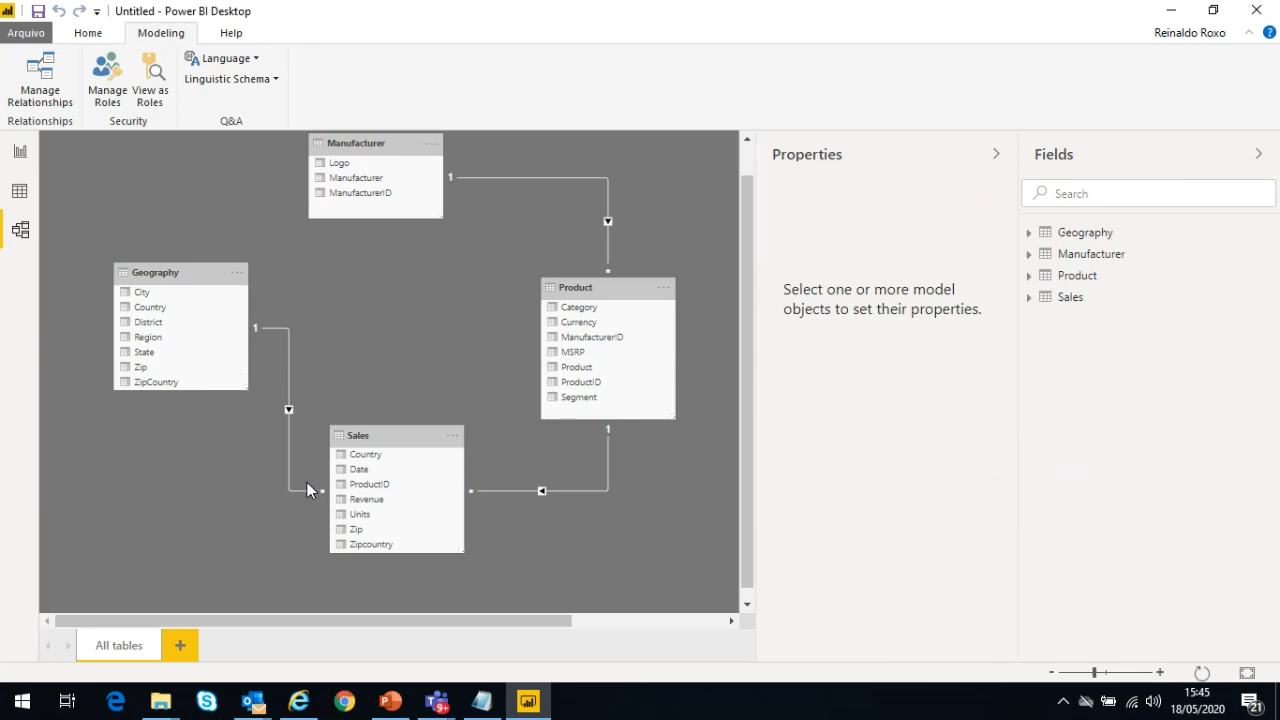 Untitled - Power BI Desktop
Arquivo Home Modeling Help Reinaldo Roxo
Manage Relationships
Manage Roles
View as Roles
Language
Linguistic Schema
Relationships Security Q&A
Manufacturer
Logo
Manufacturer
ManufacturerID
1
Properties
Select one or more model
objects to set their properties.
Fields
Search
Geography
Manufacturer
Product
Sales
Geography
City
Country
District
Region
State
Zip
ZipCountry
1
Product
Category
Currency
ManufacturerID
MSRP
Product
ProductID
Segment
1
Sales
Country
Date
ProductID
Revenue
Units
Zip
Zipcountry
All tables
15:45
18/05/2020
9+
21